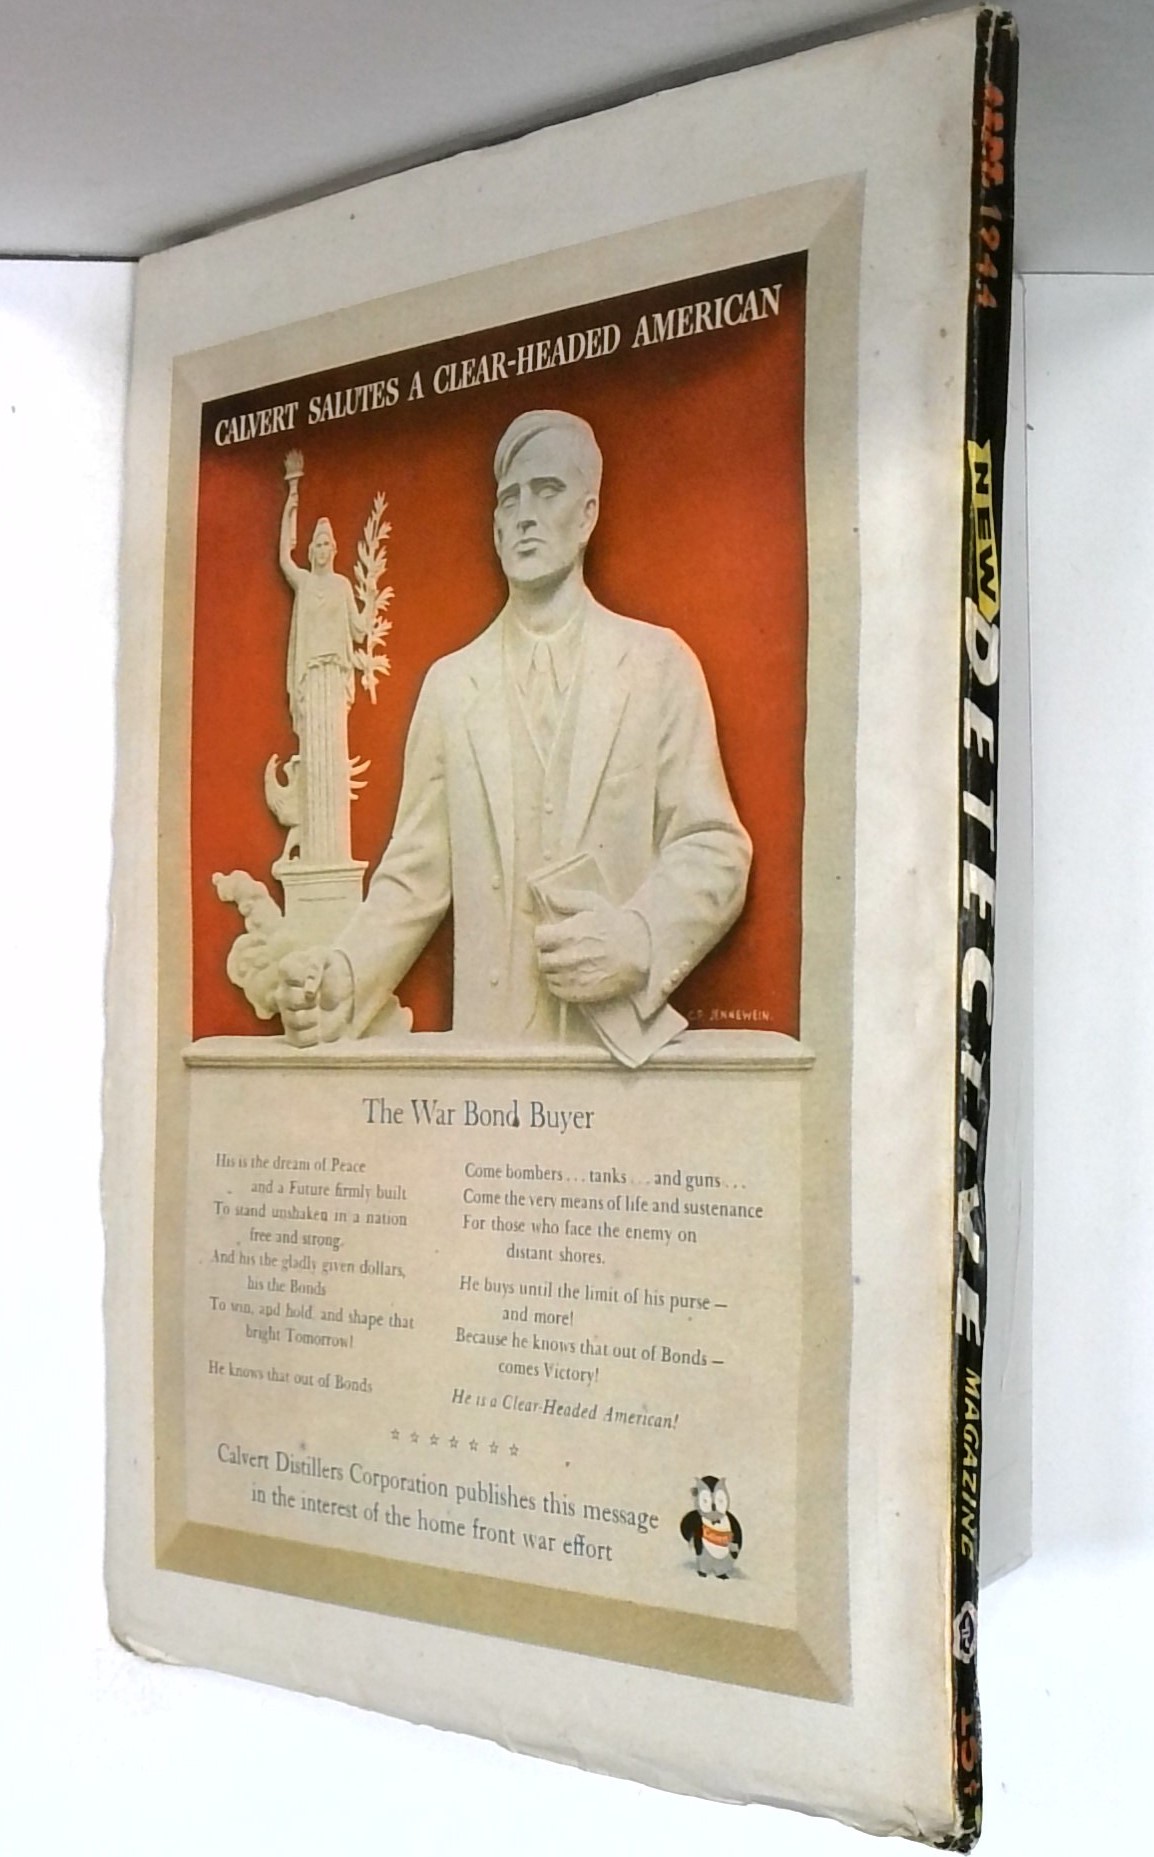 CALVERT SALUTES A CLEAR-HEADED AMERICAN
C.P. JENNEWEIN.
The War Bond Buyer
His is the dream of Peace
and a Future firmly built
To stand unshaken in a nation
free and strong.
And his the gladly given dollars,
his the Bonds
To win, and hold, and shape that
bright Tomorrow!
He knows that out of Bonds
Come bombers...tanks...and guns...
Come the very means of life and sustenance
For those who face the enemy on
distant shores.
He buys until the limit of his purse—
and more!
Because he knows that out of Bonds—
comes Victory!
He is a Clear-Headed American!
☆ ☆ ☆ ☆ ☆ ☆ ☆
Calvert Distillers Corporation publishes this message
in the interest of the home front war effort
1944
NEW DETECTIVE MAGAZINE
15¢